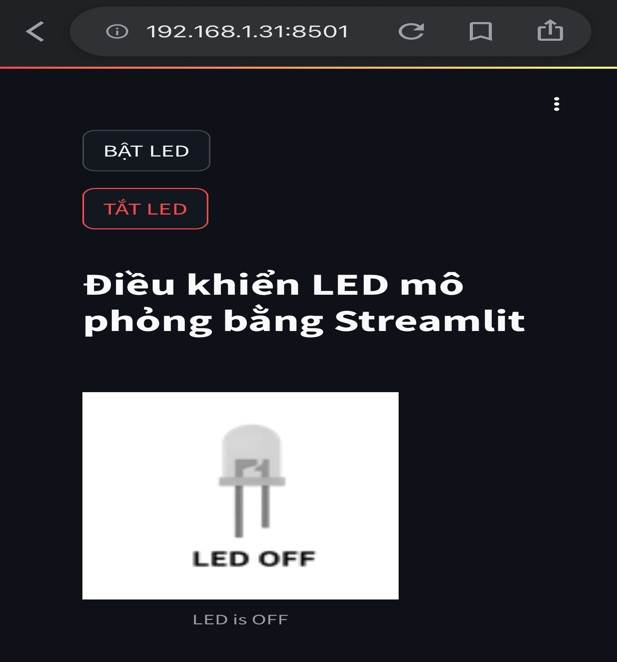 192.168.1.31:8501
BẬT LED
TẮT LED
Điều khiển LED mô
phỏng bằng Streamlit
LED OFF
LED is OFF